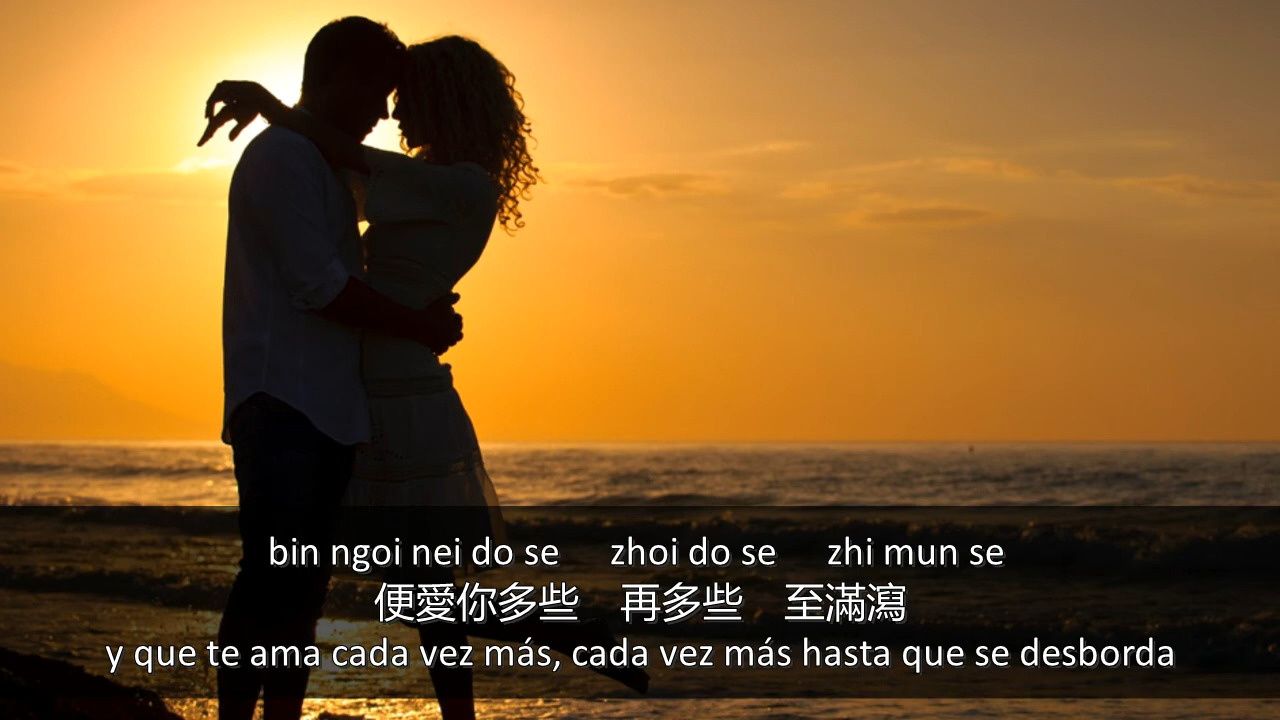 bin ngoi nei do se zhoi do se zhi mun se
便愛你多些 再多些 至滿瀉
y que te ama cada vez más, cada vez más hasta que se desborda